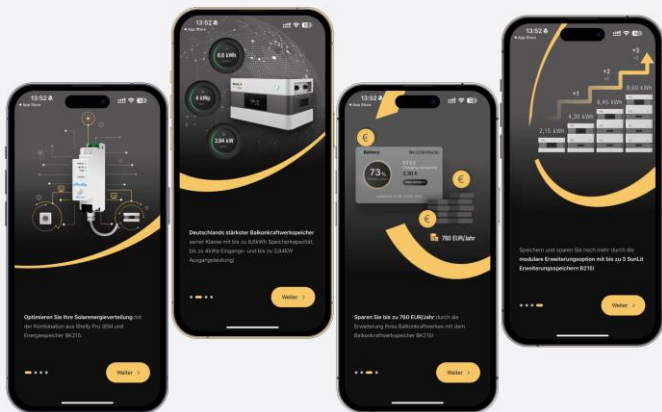 13:52
App Store
Shelly
Optimieren Sie Ihre Solarenergieverteilung mit
der Kombination aus Shelly Pro 3EM und
Energiespeicher BK215.
Weiter >
13:52
App Store
8,6 kWh
4 kWp
3,84 kW
Deutschlands stärkster Balkonkraftwerkspeicher
seiner Klasse mit bis zu 8,6kWh Speicherkapazität,
bis zu 4kWp Eingangs- und bis zu 3,84kW
Ausgangsleistung!
Weiter >
13:52
App Store
€
Battery
73%
2.30 h
€
€
760 EUR/Jahr
Sparen Sie bis zu 760 EUR/Jahr durch die
Erweiterung Ihres Balkonkraftwerkes mit dem
Balkonkraftwerkspeicher BK215!
Weiter >
13:52
App Store
+3
+2
+1
8,60 kWh
6,45 kWh
4,30 kWh
2,15 kWh
Speichern und sparen Sie noch mehr durch die
modulare Erweiterungsoption mit bis zu 3 SunLit
Erweiterungsspeichern B215!
Weiter >